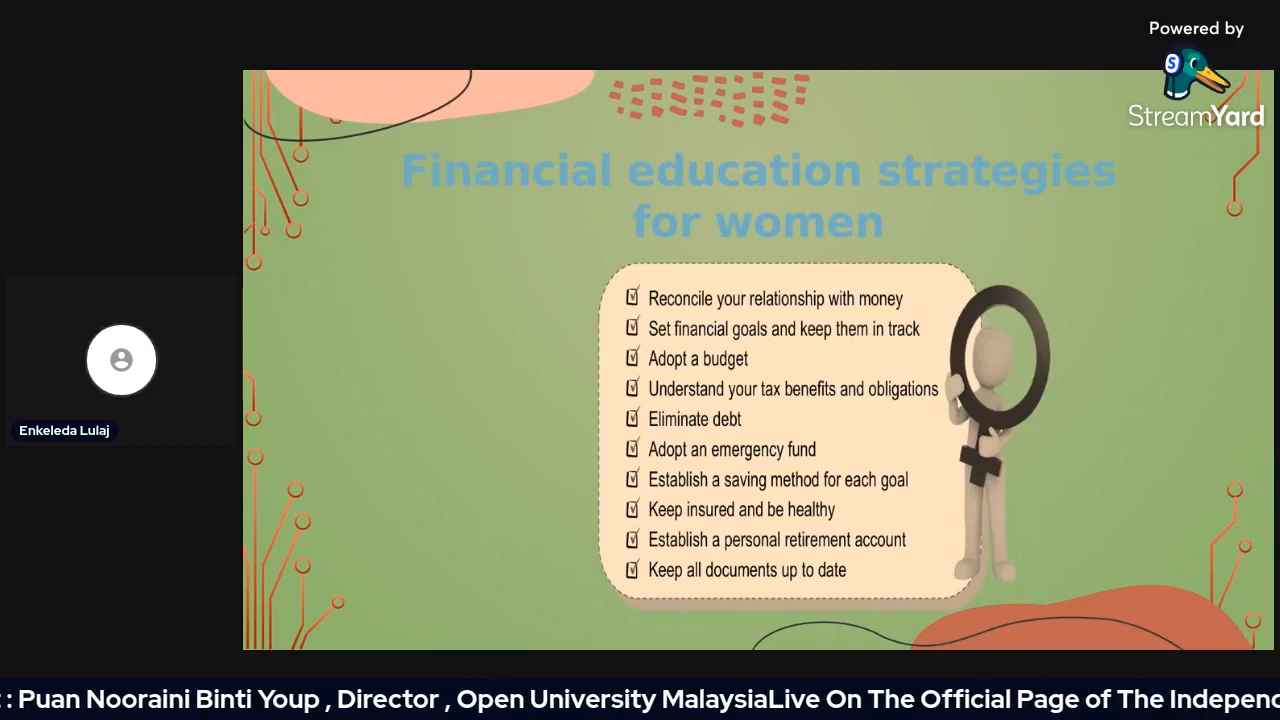 Powered by
StreamYard
Financial education strategies
for women
Reconcile your relationship with money
Set financial goals and keep them in track
Adopt a budget
Understand your tax benefits and obligations
Eliminate debt
Adopt an emergency fund
Establish a saving method for each goal
Keep insured and be healthy
Establish a personal retirement account
Keep all documents up to date
Enkeleda Lulaj
: Puan Nooraini Binti Youp , Director , Open University MalaysiaLive On The Official Page of The